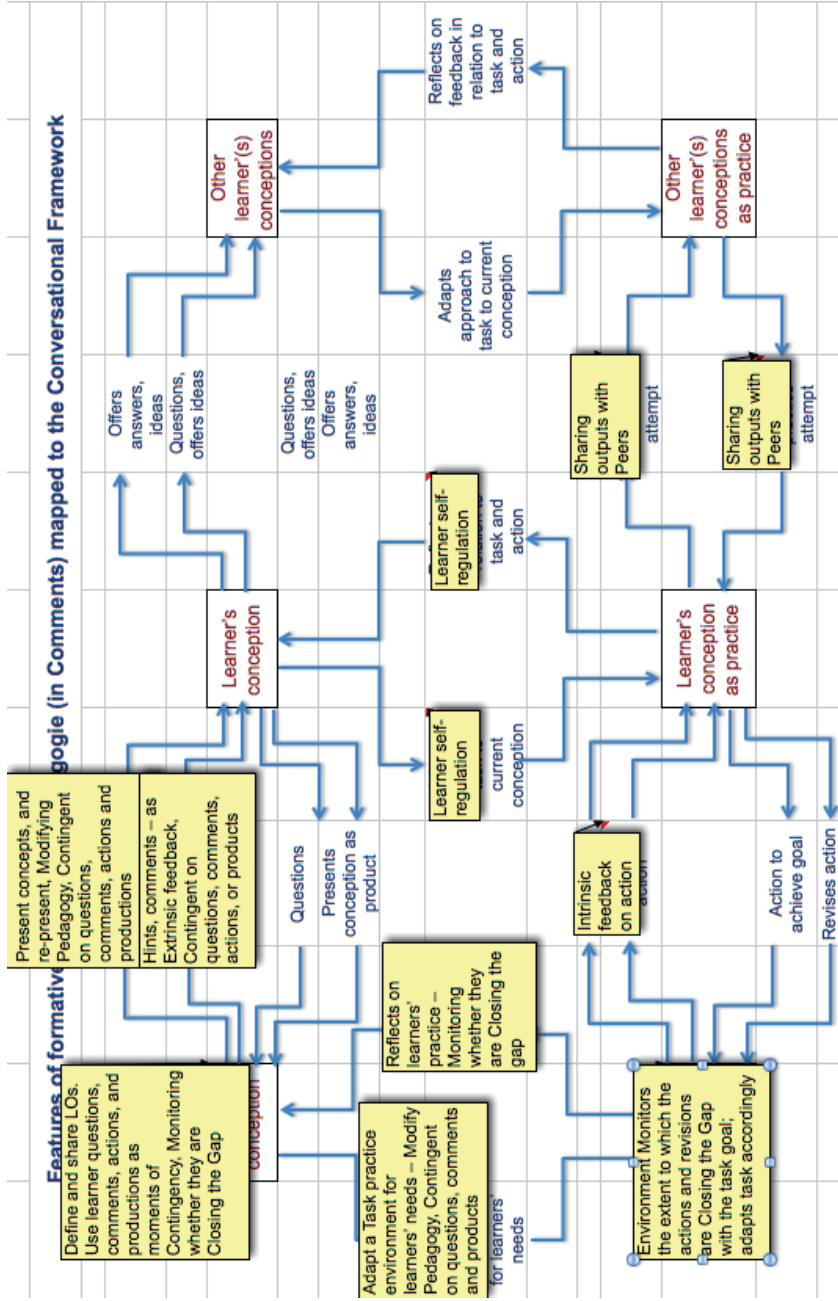 Features of formative
gogie (in Comments) mapped to the Conversational Framework
Define and share LOs.
Use learner questions,
comments, actions, and
productions as
moments of
Contingency, Monitoring
whether they are
Closing the Gap
conception
Present concepts, and
re-present, Modifying
Pedagogy, Contingent
on questions,
comments, actions and
productions
Hints, comments – as
Extrinsic feedback,
Contingent on
questions, comments,
actions, or products
Questions
Presents
conception as
product
Learner's
conception
Offers
answers,
ideas
Questions,
offers ideas
Questions,
offers ideas
Offers
answers,
ideas
Other
learner'(s)
conceptions
Adapt a Task practice
environment for
learners' needs – Modify
Pedagogy, Contingent
on questions, comments
and products
for learners'
needs
Reflects on
learners'
practice –
Monitoring
whether they
are Closing the
gap
Learner self-
regulation
current
conception
Learner self-
regulation
task and
action
Adapts
approach to
task to current
conception
Reflects on
feedback in
relation to
task and
action
Environment Monitors
the extent to which the
actions and revisions
are Closing the Gap
with the task goal;
adapts task accordingly
Intrinsic
feedback
on action
action
Action to
achieve goal
Revises action
Learner's
conception
as practice
Sharing
outputs with
Peers
attempt
Sharing
outputs with
Peers
attempt
Other
learner'(s)
conceptions
as practice